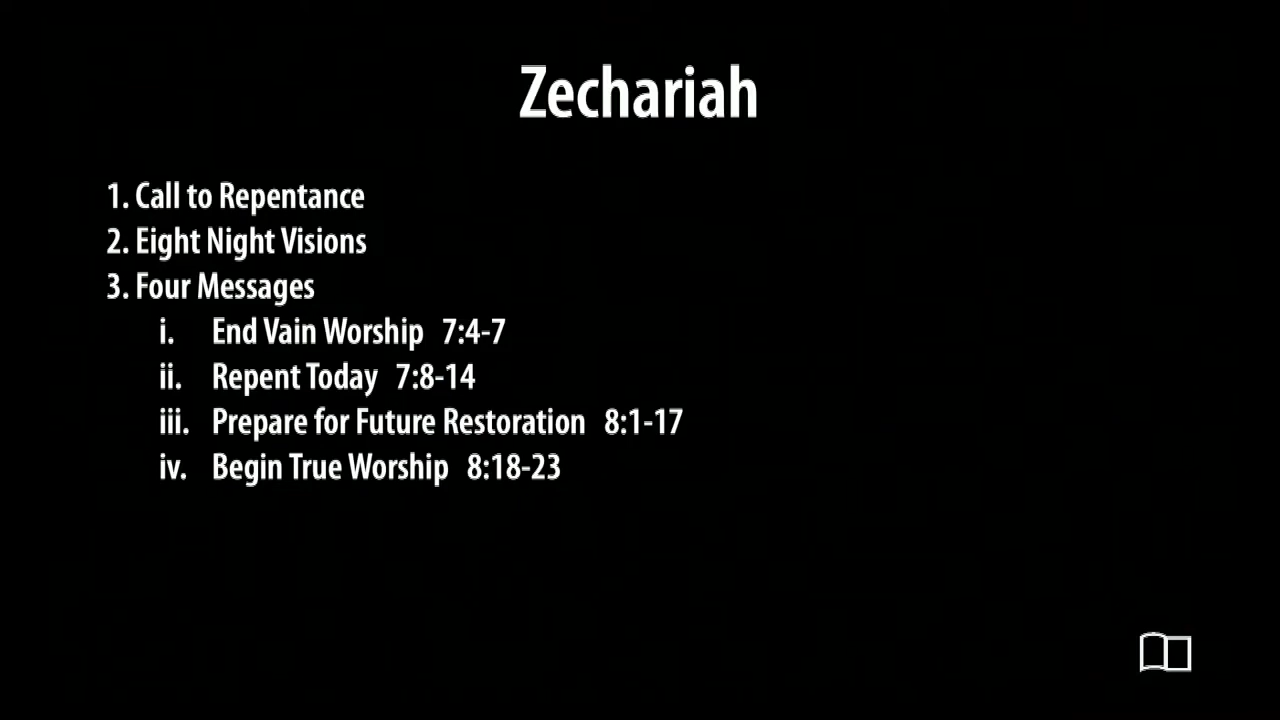 Zechariah
1. Call to Repentance
2. Eight Night Visions
3. Four Messages
i. End Vain Worship 7:4-7
ii. Repent Today 7:8-14
iii. Prepare for Future Restoration 8:1-17
iv. Begin True Worship 8:18-23